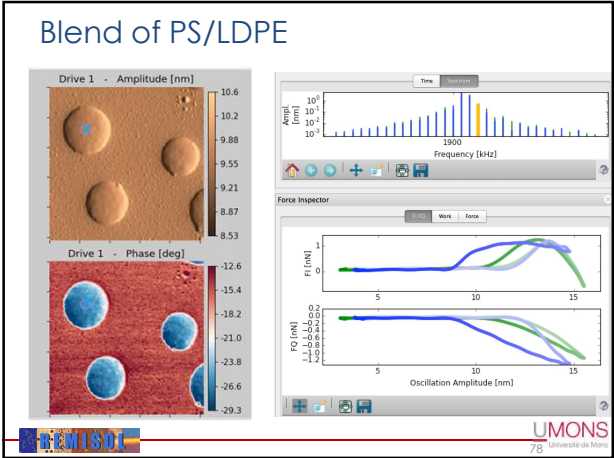 Blend of PS/LDPE
Drive 1 - Amplitude [nm]
10.6
10.2
9.88
9.55
9.21
8.87
8.53
Drive 1 - Phase [deg]
-12.6
-15.4
-18.2
-21.0
-23.8
-26.6
-29.3
Time Spectrum
Ampl. [nm]
10⁰
10⁻¹
10⁻²
10⁻³
1900
Frequency [kHz]
Force Inspector
FI FQ Work Force
FI [nN]
1
0
5 10 15
FQ [nN]
0.2
0.0
−0.2
−0.4
−0.6
−0.8
−1.0
−1.2
5 10 15
Oscillation Amplitude [nm]
REMISOL
UMONS
Université de Mons
78